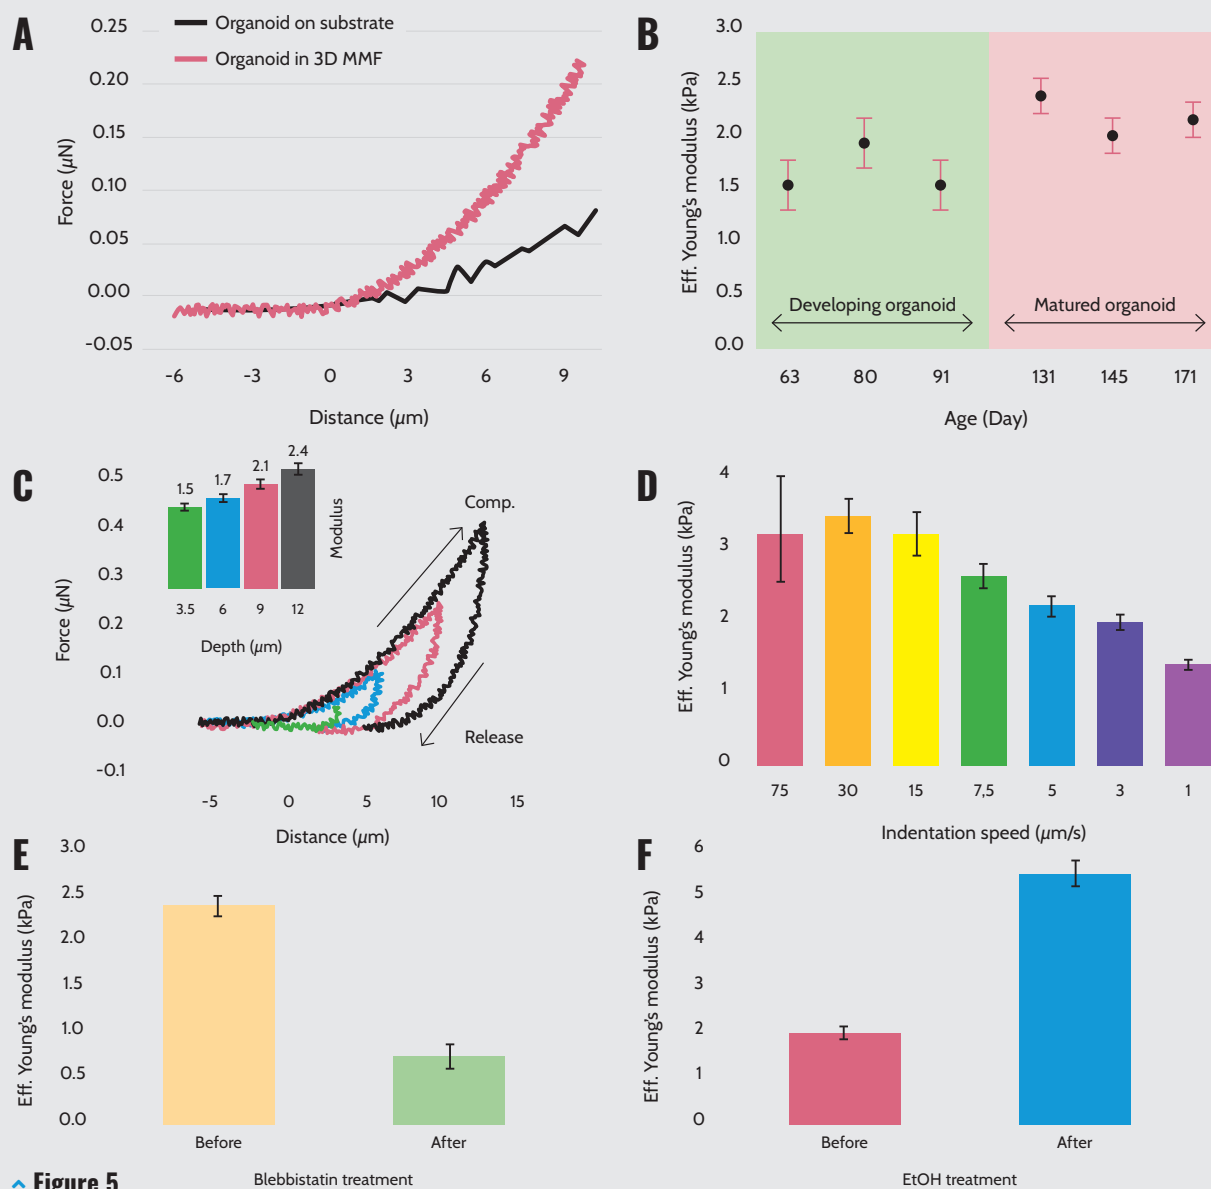 A
0.25
0.20
0.15
0.10
0.05
0.00
-0.05
Force (µN)
Organoid on substrate
Organoid in 3D MMF
-6 -3 0 3 6 9
Distance (µm)
B
3.0
2.5
2.0
1.5
1.0
0.5
0.0
Eff. Young's modulus (kPa)
Developing organoid
Matured organoid
63 80 91 131 145 171
Age (Day)
C
0.5
0.4
0.3
0.2
0.1
0.0
-0.1
Force (µN)
1.5 1.7 2.1 2.4
Modulus
3.5 6 9 12
Depth (µm)
Comp.
Release
-5 0 5 10 15
Distance (µm)
D
4
3
2
1
0
Eff. Young's modulus (kPa)
75 30 15 7,5 5 3 1
Indentation speed (µm/s)
E
3.0
2.5
2.0
1.5
1.0
0.5
0.0
Eff. Young's modulus (kPa)
Before After
Blebbistatin treatment
F
6
5
4
3
2
1
0
Eff. Young's modulus (kPa)
Before After
EtOH treatment
Figure 5